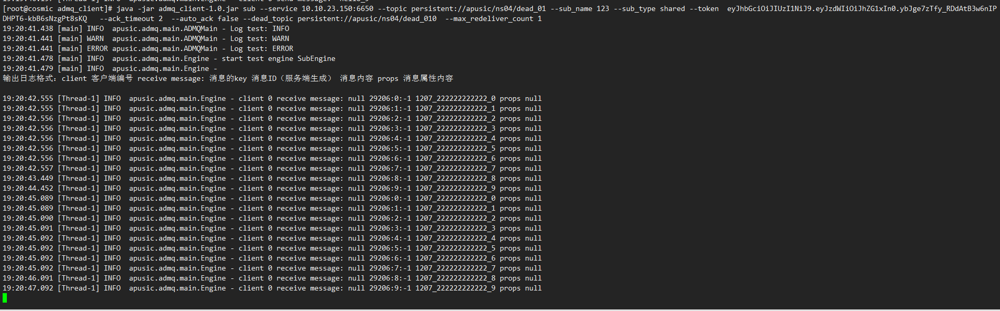 [root@cosmic admq_client]# java -jar admq_client-1.0.jar sub --service 10.10.23.150:6650 --topic persistent://apusic/ns04/dead_01 --sub_name 123 --sub_type shared --token  eyJhbGciOiJIUzI1NiJ9.eyJzdWIiOiJhZG1xIn0.ybJge7zTfy_RDdAtB3w6nIP
DHPT6-kbB6sNzgPt8sKQ   --ack_timeout 2  --auto_ack false --dead_topic persistent://apusic/ns04/dead_010  --max_redeliver_count 1
19:20:41.438 [main] INFO  apusic.admq.main.ADMQMain - Log test: INFO
19:20:41.441 [main] WARN  apusic.admq.main.ADMQMain - Log test: WARN
19:20:41.441 [main] ERROR apusic.admq.main.ADMQMain - Log test: ERROR
19:20:41.478 [main] INFO  apusic.admq.main.Engine - start test engine SubEngine
19:20:41.479 [main] INFO  apusic.admq.main.Engine -
输出日志格式：client 客户端编号 receive message: 消息的key 消息ID（服务端生成） 消息内容 props 消息属性内容
19:20:42.555 [Thread-1] INFO  apusic.admq.main.Engine - client 0 receive message: null 29206:0:-1 1207_222222222222_0 props null
19:20:42.555 [Thread-1] INFO  apusic.admq.main.Engine - client 0 receive message: null 29206:1:-1 1207_222222222222_1 props null
19:20:42.556 [Thread-1] INFO  apusic.admq.main.Engine - client 0 receive message: null 29206:2:-1 1207_222222222222_2 props null
19:20:42.556 [Thread-1] INFO  apusic.admq.main.Engine - client 0 receive message: null 29206:3:-1 1207_222222222222_3 props null
19:20:42.556 [Thread-1] INFO  apusic.admq.main.Engine - client 0 receive message: null 29206:4:-1 1207_222222222222_4 props null
19:20:42.556 [Thread-1] INFO  apusic.admq.main.Engine - client 0 receive message: null 29206:5:-1 1207_222222222222_5 props null
19:20:42.556 [Thread-1] INFO  apusic.admq.main.Engine - client 0 receive message: null 29206:6:-1 1207_222222222222_6 props null
19:20:42.557 [Thread-1] INFO  apusic.admq.main.Engine - client 0 receive message: null 29206:7:-1 1207_222222222222_7 props null
19:20:43.449 [Thread-1] INFO  apusic.admq.main.Engine - client 0 receive message: null 29206:8:-1 1207_222222222222_8 props null
19:20:44.452 [Thread-1] INFO  apusic.admq.main.Engine - client 0 receive message: null 29206:9:-1 1207_222222222222_9 props null
19:20:45.089 [Thread-1] INFO  apusic.admq.main.Engine - client 0 receive message: null 29206:0:-1 1207_222222222222_0 props null
19:20:45.089 [Thread-1] INFO  apusic.admq.main.Engine - client 0 receive message: null 29206:1:-1 1207_222222222222_1 props null
19:20:45.090 [Thread-1] INFO  apusic.admq.main.Engine - client 0 receive message: null 29206:2:-1 1207_222222222222_2 props null
19:20:45.091 [Thread-1] INFO  apusic.admq.main.Engine - client 0 receive message: null 29206:3:-1 1207_222222222222_3 props null
19:20:45.092 [Thread-1] INFO  apusic.admq.main.Engine - client 0 receive message: null 29206:4:-1 1207_222222222222_4 props null
19:20:45.092 [Thread-1] INFO  apusic.admq.main.Engine - client 0 receive message: null 29206:5:-1 1207_222222222222_5 props null
19:20:45.092 [Thread-1] INFO  apusic.admq.main.Engine - client 0 receive message: null 29206:6:-1 1207_222222222222_6 props null
19:20:45.092 [Thread-1] INFO  apusic.admq.main.Engine - client 0 receive message: null 29206:7:-1 1207_222222222222_7 props null
19:20:46.091 [Thread-1] INFO  apusic.admq.main.Engine - client 0 receive message: null 29206:8:-1 1207_222222222222_8 props null
19:20:47.092 [Thread-1] INFO  apusic.admq.main.Engine - client 0 receive message: null 29206:9:-1 1207_222222222222_9 props null